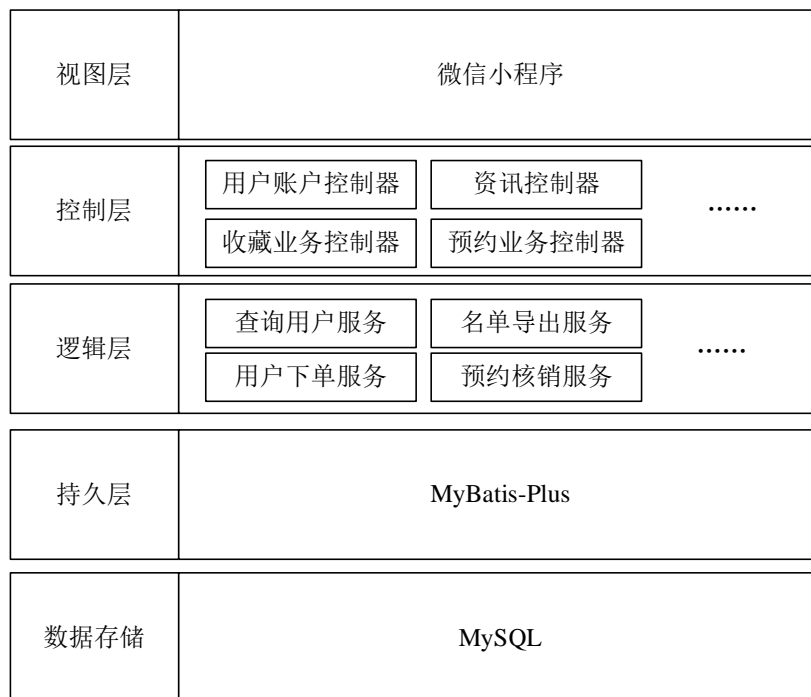 视图层
微信小程序
控制层
用户账户控制器 资讯控制器
收藏业务控制器 预约业务控制器
......
逻辑层
查询用户服务 名单导出服务
用户下单服务 预约核销服务
......
持久层
MyBatis-Plus
数据存储
MySQL